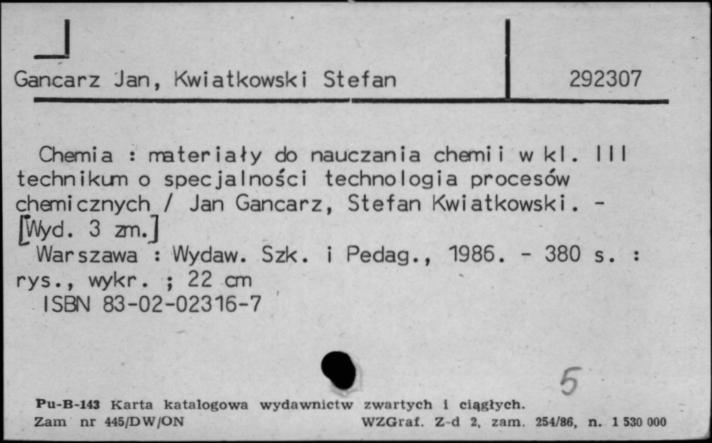 Gancarz Jan, Kwiatkowski Stefan 292307
Chemia : materiały do nauczania chemii w kl. III
technikum o specjalności technologia procesów
chemicznych / Jan Gancarz, Stefan Kwiatkowski. -
[Wyd. 3 zm.]
Warszawa : Wydaw. Szk. i Pedag., 1986. - 380 s. :
rys., wykr. ; 22 cm
ISBN 83-02-02316-7
5
Pu-B-143 Karta katalogowa wydawnictw zwartych i ciągłych.
Zam nr 445/DW/ON WZGraf. Z-d 2, zam. 254/86, n. 1 530 000